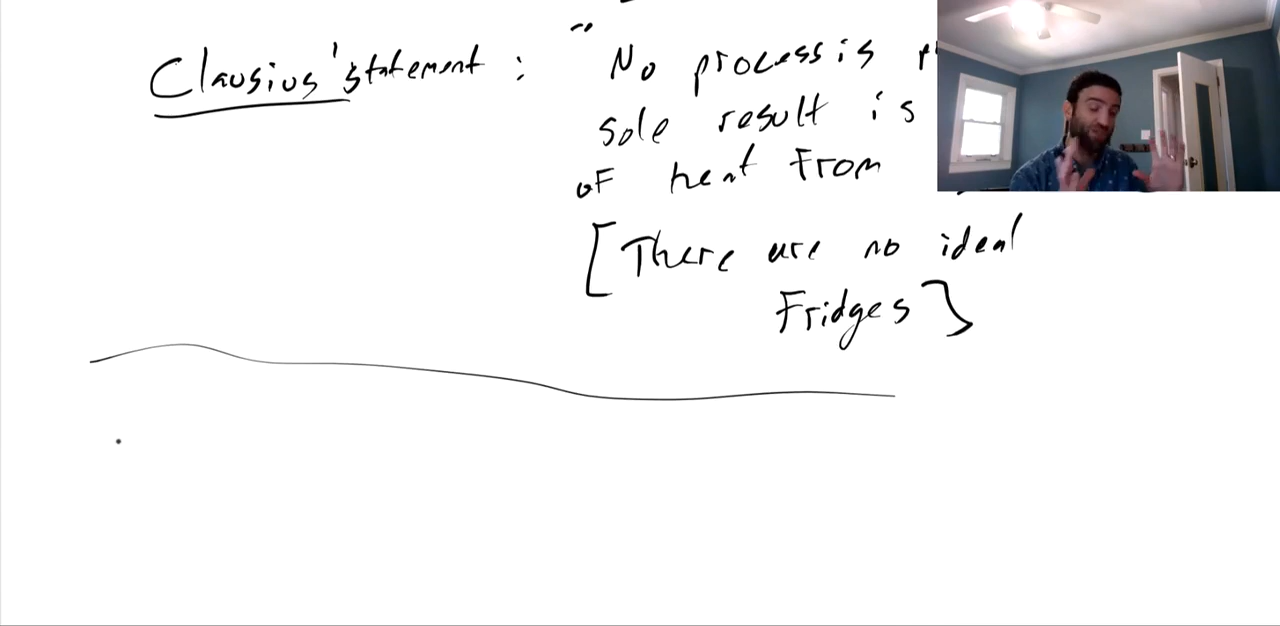 Clausius' statement : " No process is
sole result is
of heat from
[There are no ideal
Fridges]